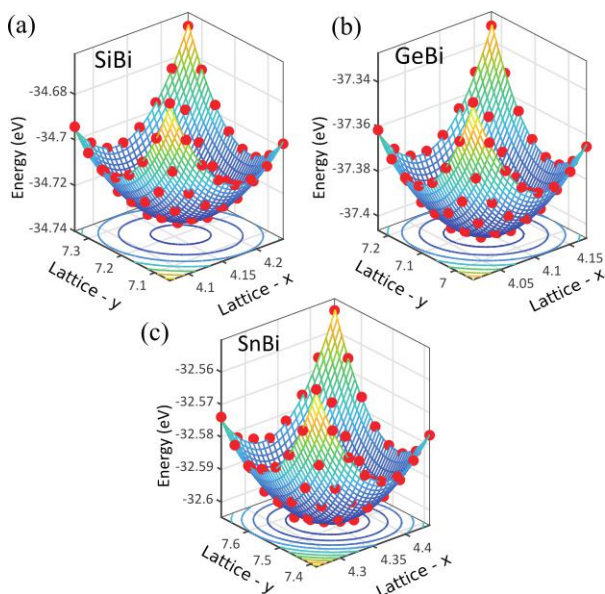 (a)
SiBi
Energy (eV)
-34.68
-34.7
-34.72
-34.74
7.3
7.2
7.1
Lattice - y
4.1
4.15
4.2
Lattice - x
(b)
GeBi
Energy (eV)
-37.34
-37.36
-37.38
-37.4
7.2
7.1
7
Lattice - y
4.05
4.1
4.15
Lattice - x
(c)
SnBi
Energy (eV)
-32.56
-32.57
-32.58
-32.59
-32.6
7.6
7.5
7.4
Lattice - y
4.3
4.35
4.4
Lattice - x